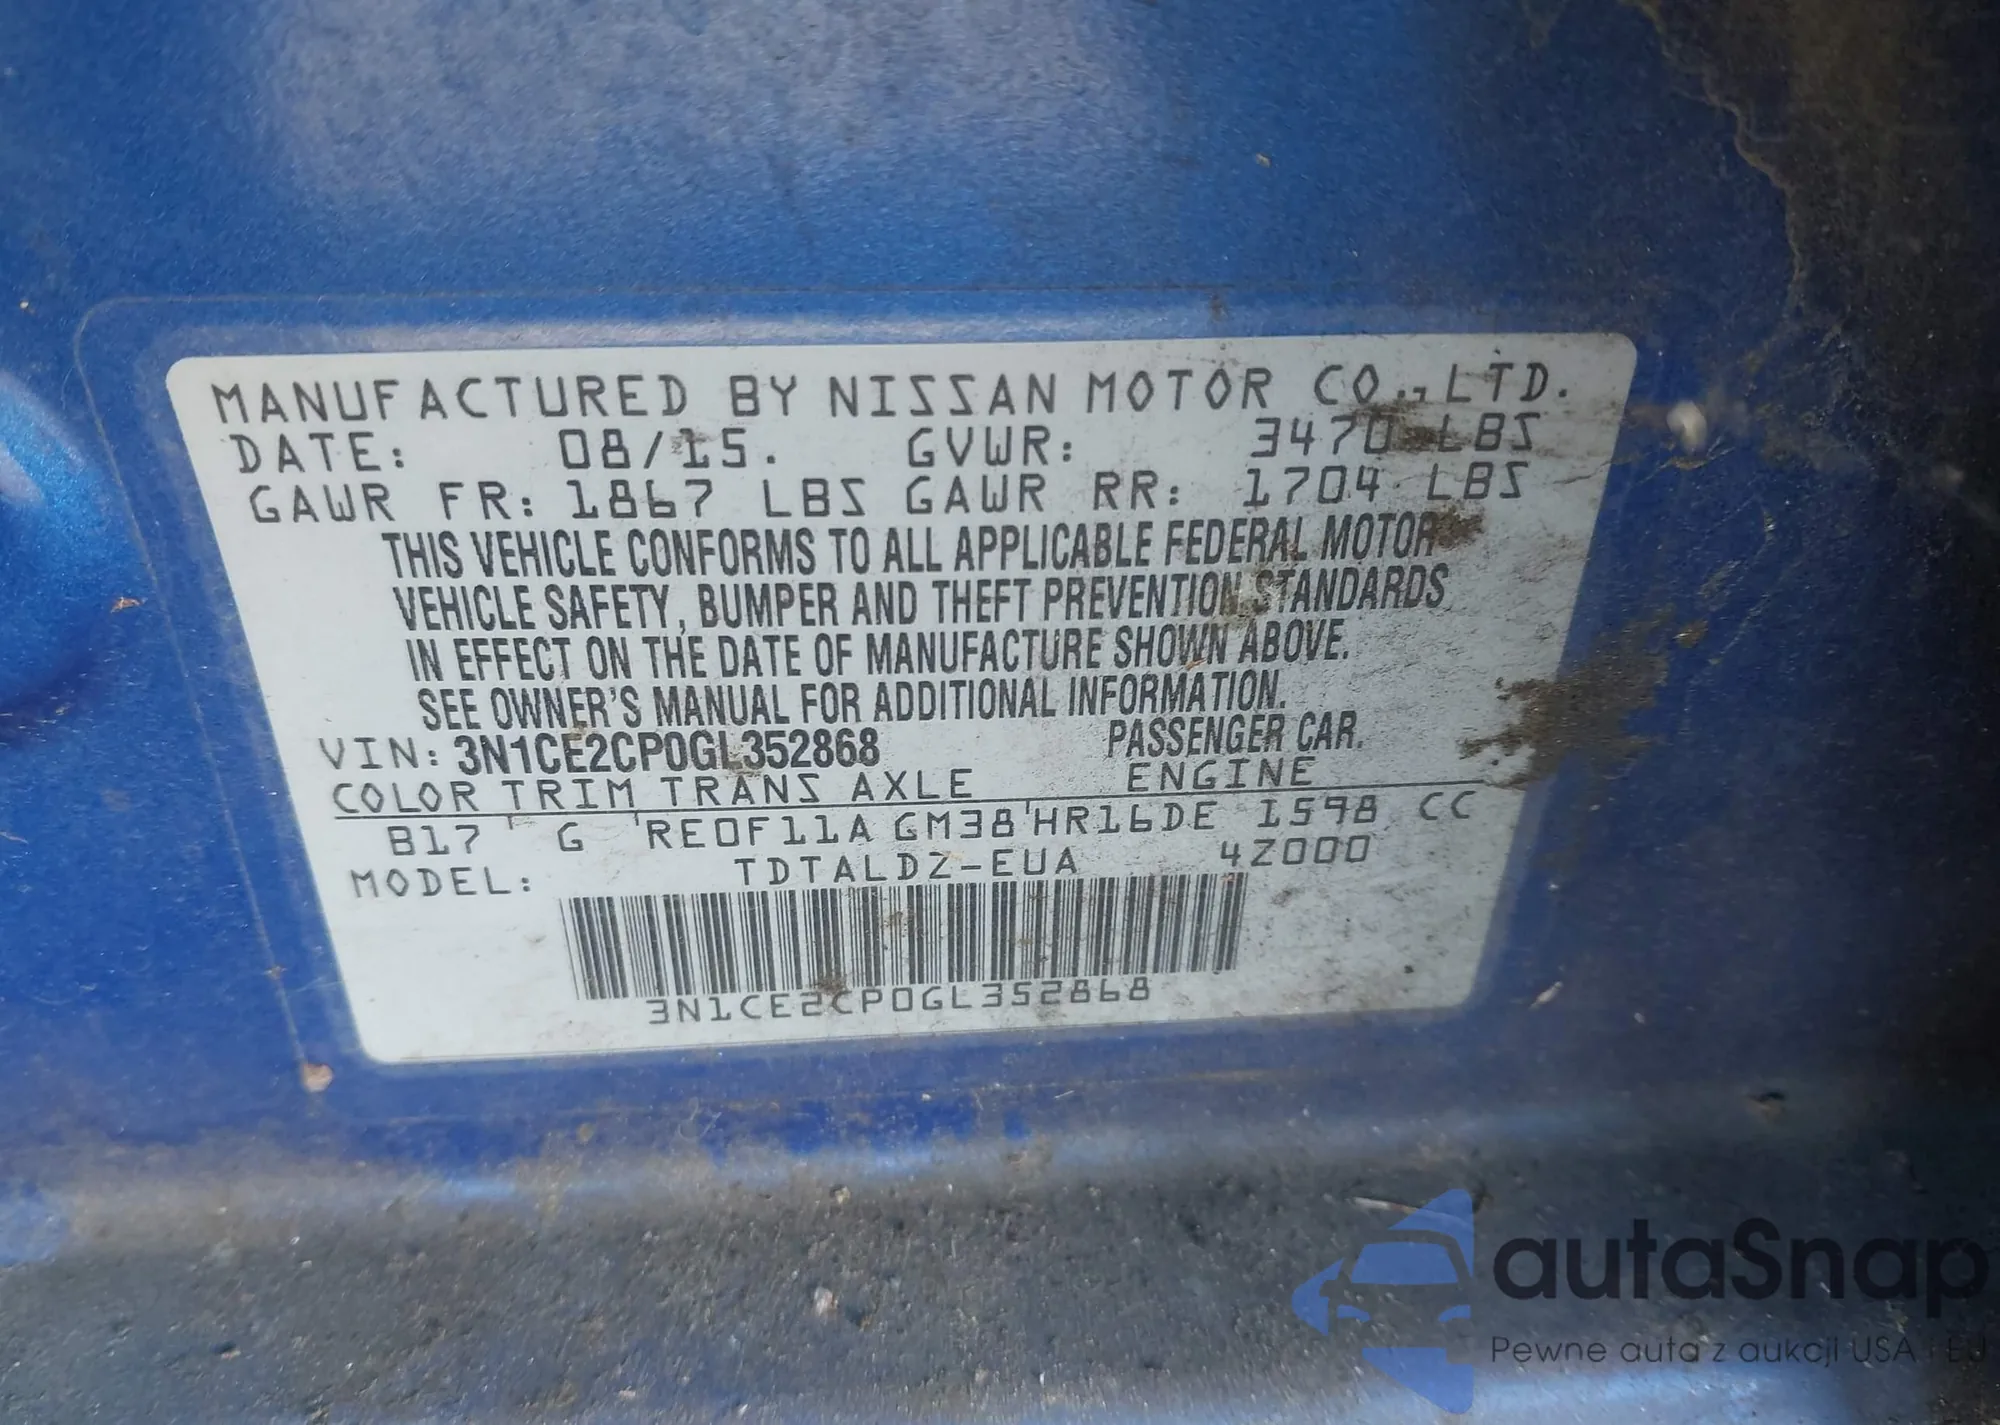 MANUFACTURED BY NISSAN MOTOR CO., LTD.
DATE: 08/15. GVWR: 3470 LBS
GAWR FR: 1867 LBS GAWR RR: 1704 LBS
THIS VEHICLE CONFORMS TO ALL APPLICABLE FEDERAL MOTOR
VEHICLE SAFETY, BUMPER AND THEFT PREVENTION STANDARDS
IN EFFECT ON THE DATE OF MANUFACTURE SHOWN ABOVE.
SEE OWNER'S MANUAL FOR ADDITIONAL INFORMATION.
VIN: 3N1CE2CP0GL352868 PASSENGER CAR.
COLOR TRIM TRANS AXLE ENGINE
B17 G RE0F11A GM38 HR16DE 1598 CC
MODEL: TDTALDZ-EUA 4Z000
3N1CE2CP0GL352868
autaSnap
Pewne auta z aukcji USA i EU